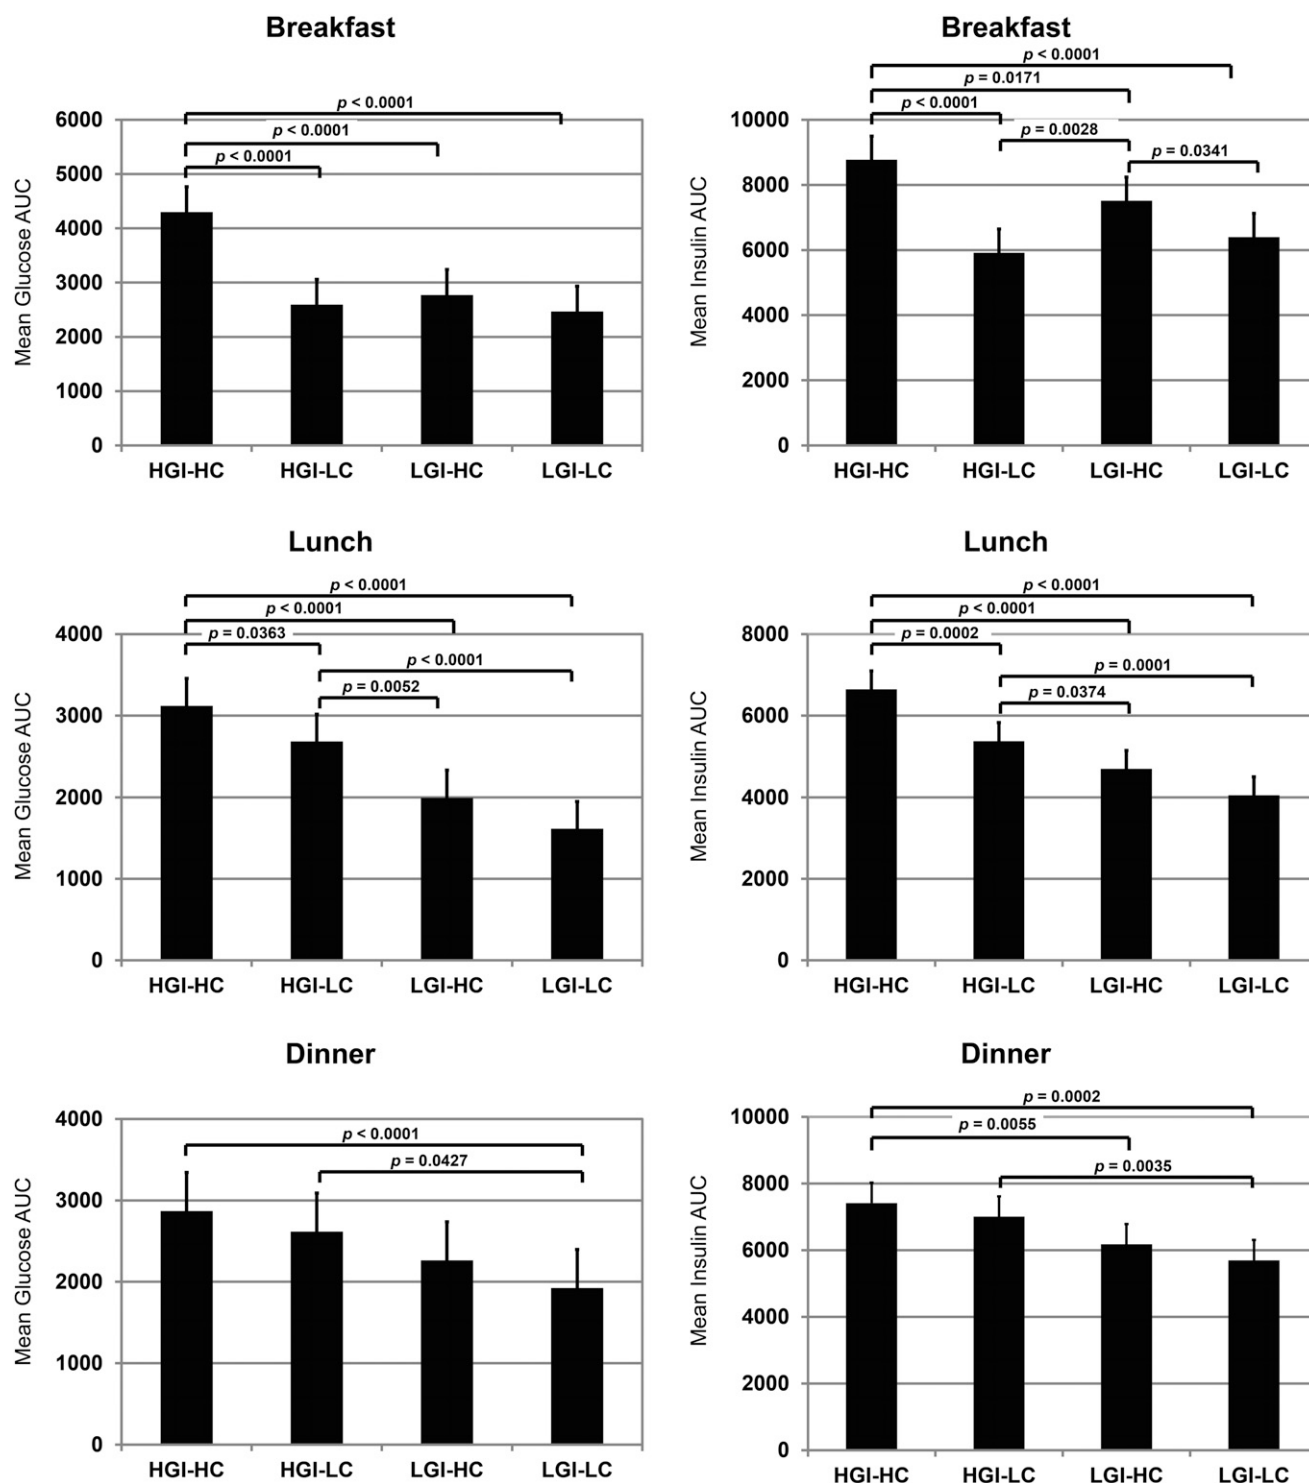 Breakfast
p < 0.0001
p < 0.0001
p < 0.0001
Mean Glucose AUC
6000
5000
4000
3000
2000
1000
0
HGI-HC HGI-LC LGI-HC LGI-LC
Breakfast
p < 0.0001
p = 0.0171
p < 0.0001
p = 0.0028
p = 0.0341
Mean Insulin AUC
10000
8000
6000
4000
2000
0
HGI-HC HGI-LC LGI-HC LGI-LC
Lunch
p < 0.0001
p < 0.0001
p = 0.0363
p < 0.0001
p = 0.0052
Mean Glucose AUC
4000
3000
2000
1000
0
HGI-HC HGI-LC LGI-HC LGI-LC
Lunch
p < 0.0001
p < 0.0001
p = 0.0002
p = 0.0001
p = 0.0374
Mean Insulin AUC
8000
6000
4000
2000
0
HGI-HC HGI-LC LGI-HC LGI-LC
Dinner
p < 0.0001
p = 0.0427
Mean Glucose AUC
4000
3000
2000
1000
0
HGI-HC HGI-LC LGI-HC LGI-LC
Dinner
p = 0.0002
p = 0.0055
p = 0.0035
Mean Insulin AUC
10000
8000
6000
4000
2000
0
HGI-HC HGI-LC LGI-HC LGI-LC